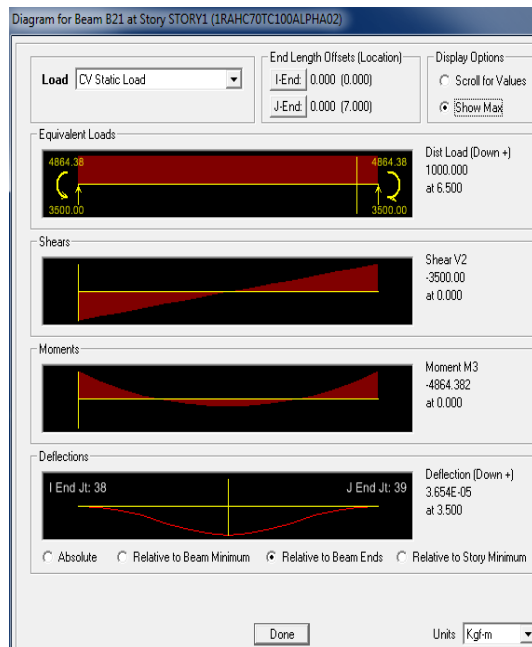 Diagram for Beam B21 at Story STORY1 (1RAHC70TC100ALPHA02)
Load CV Static Load
End Length Offsets (Location)
I-End: 0.000 (0.000)
J-End: 0.000 (7.000)
Display Options
Scroll for Values
Show Max
Equivalent Loads
4864.38 4864.38
3500.00 3500.00
Dist Load (Down +)
1000.000
at 6.500
Shears
Shear V2
-3500.00
at 0.000
Moments
Moment M3
-4864.382
at 0.000
Deflections
I End Jt: 38 J End Jt: 39
Deflection (Down +)
3.654E-05
at 3.500
Absolute Relative to Beam Minimum Relative to Beam Ends Relative to Story Minimum
Done Units Kgf-m